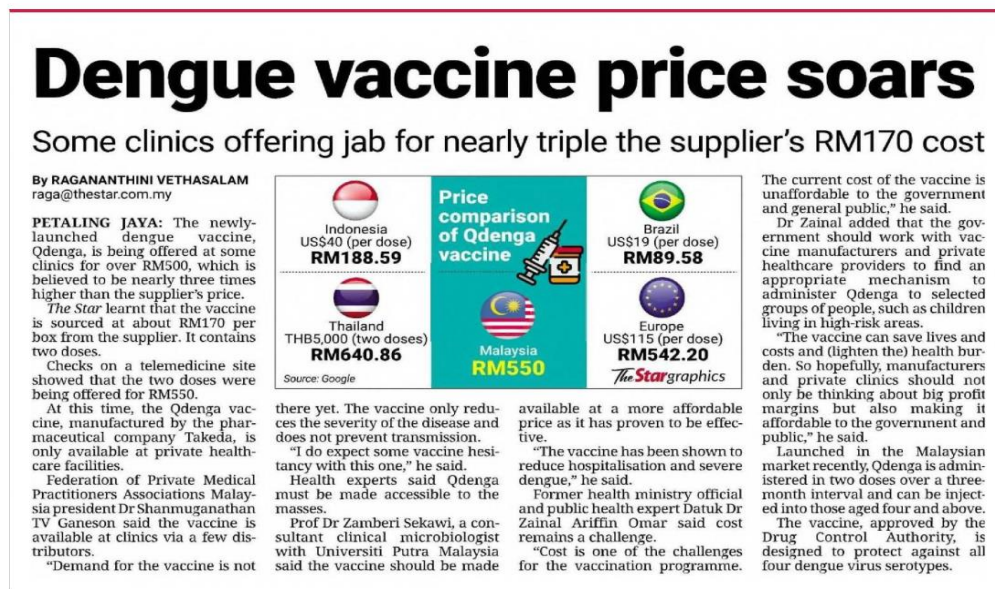 Dengue vaccine price soars
Some clinics offering jab for nearly triple the supplier's RM170 cost
By RAGANANTHINI VETHASALAM
raga@thestar.com.my
PETALING JAYA: The newly-
launched dengue vaccine,
Qdenga, is being offered at some
clinics for over RM500, which is
believed to be nearly three times
higher than the supplier's price.
The Star learnt that the vaccine
is sourced at about RM170 per
box from the supplier. It contains
two doses.
Checks on a telemedicine site
showed that the two doses were
being offered for RM550.
At this time, the Qdenga vac-
cine, manufactured by the phar-
maceutical company Takeda, is
only available at private health-
care facilities.
Federation of Private Medical
Practitioners Associations Malay-
sia president Dr Shanmuganathan
TV Ganeson said the vaccine is
available at clinics via a few dis-
tributors.
"Demand for the vaccine is not
Indonesia
US$40 (per dose)
RM188.59
Thailand
THB5,000 (two doses)
RM640.86
Source: Google
Price
comparison
of Qdenga
vaccine
Malaysia
RM550
Brazil
US$19 (per dose)
RM89.58
Europe
US$115 (per dose)
RM542.20
TheStargraphics
there yet. The vaccine only redu-
ces the severity of the disease and
does not prevent transmission.
"I do expect some vaccine hesi-
tancy with this one," he said.
Health experts said Qdenga
must be made accessible to the
masses.
Prof Dr Zamberi Sekawi, a con-
sultant clinical microbiologist
with Universiti Putra Malaysia
said the vaccine should be made
available at a more affordable
price as it has proven to be effec-
tive.
"The vaccine has been shown to
reduce hospitalisation and severe
dengue," he said.
Former health ministry official
and public health expert Datuk Dr
Zainal Ariffin Omar said cost
remains a challenge.
"Cost is one of the challenges
for the vaccination programme.
The current cost of the vaccine is
unaffordable to the government
and general public," he said.
Dr Zainal added that the gov-
ernment should work with vac-
cine manufacturers and private
healthcare providers to find an
appropriate mechanism to
administer Qdenga to selected
groups of people, such as children
living in high-risk areas.
"The vaccine can save lives and
costs and (lighten the) health bur-
den. So hopefully, manufacturers
and private clinics should not
only be thinking about big profit
margins but also making it
affordable to the government and
public," he said.
Launched in the Malaysian
market recently, Qdenga is admin-
istered in two doses over a three-
month interval and can be inject-
ed into those aged four and above.
The vaccine, approved by the
Drug Control Authority, is
designed to protect against all
four dengue virus serotypes.